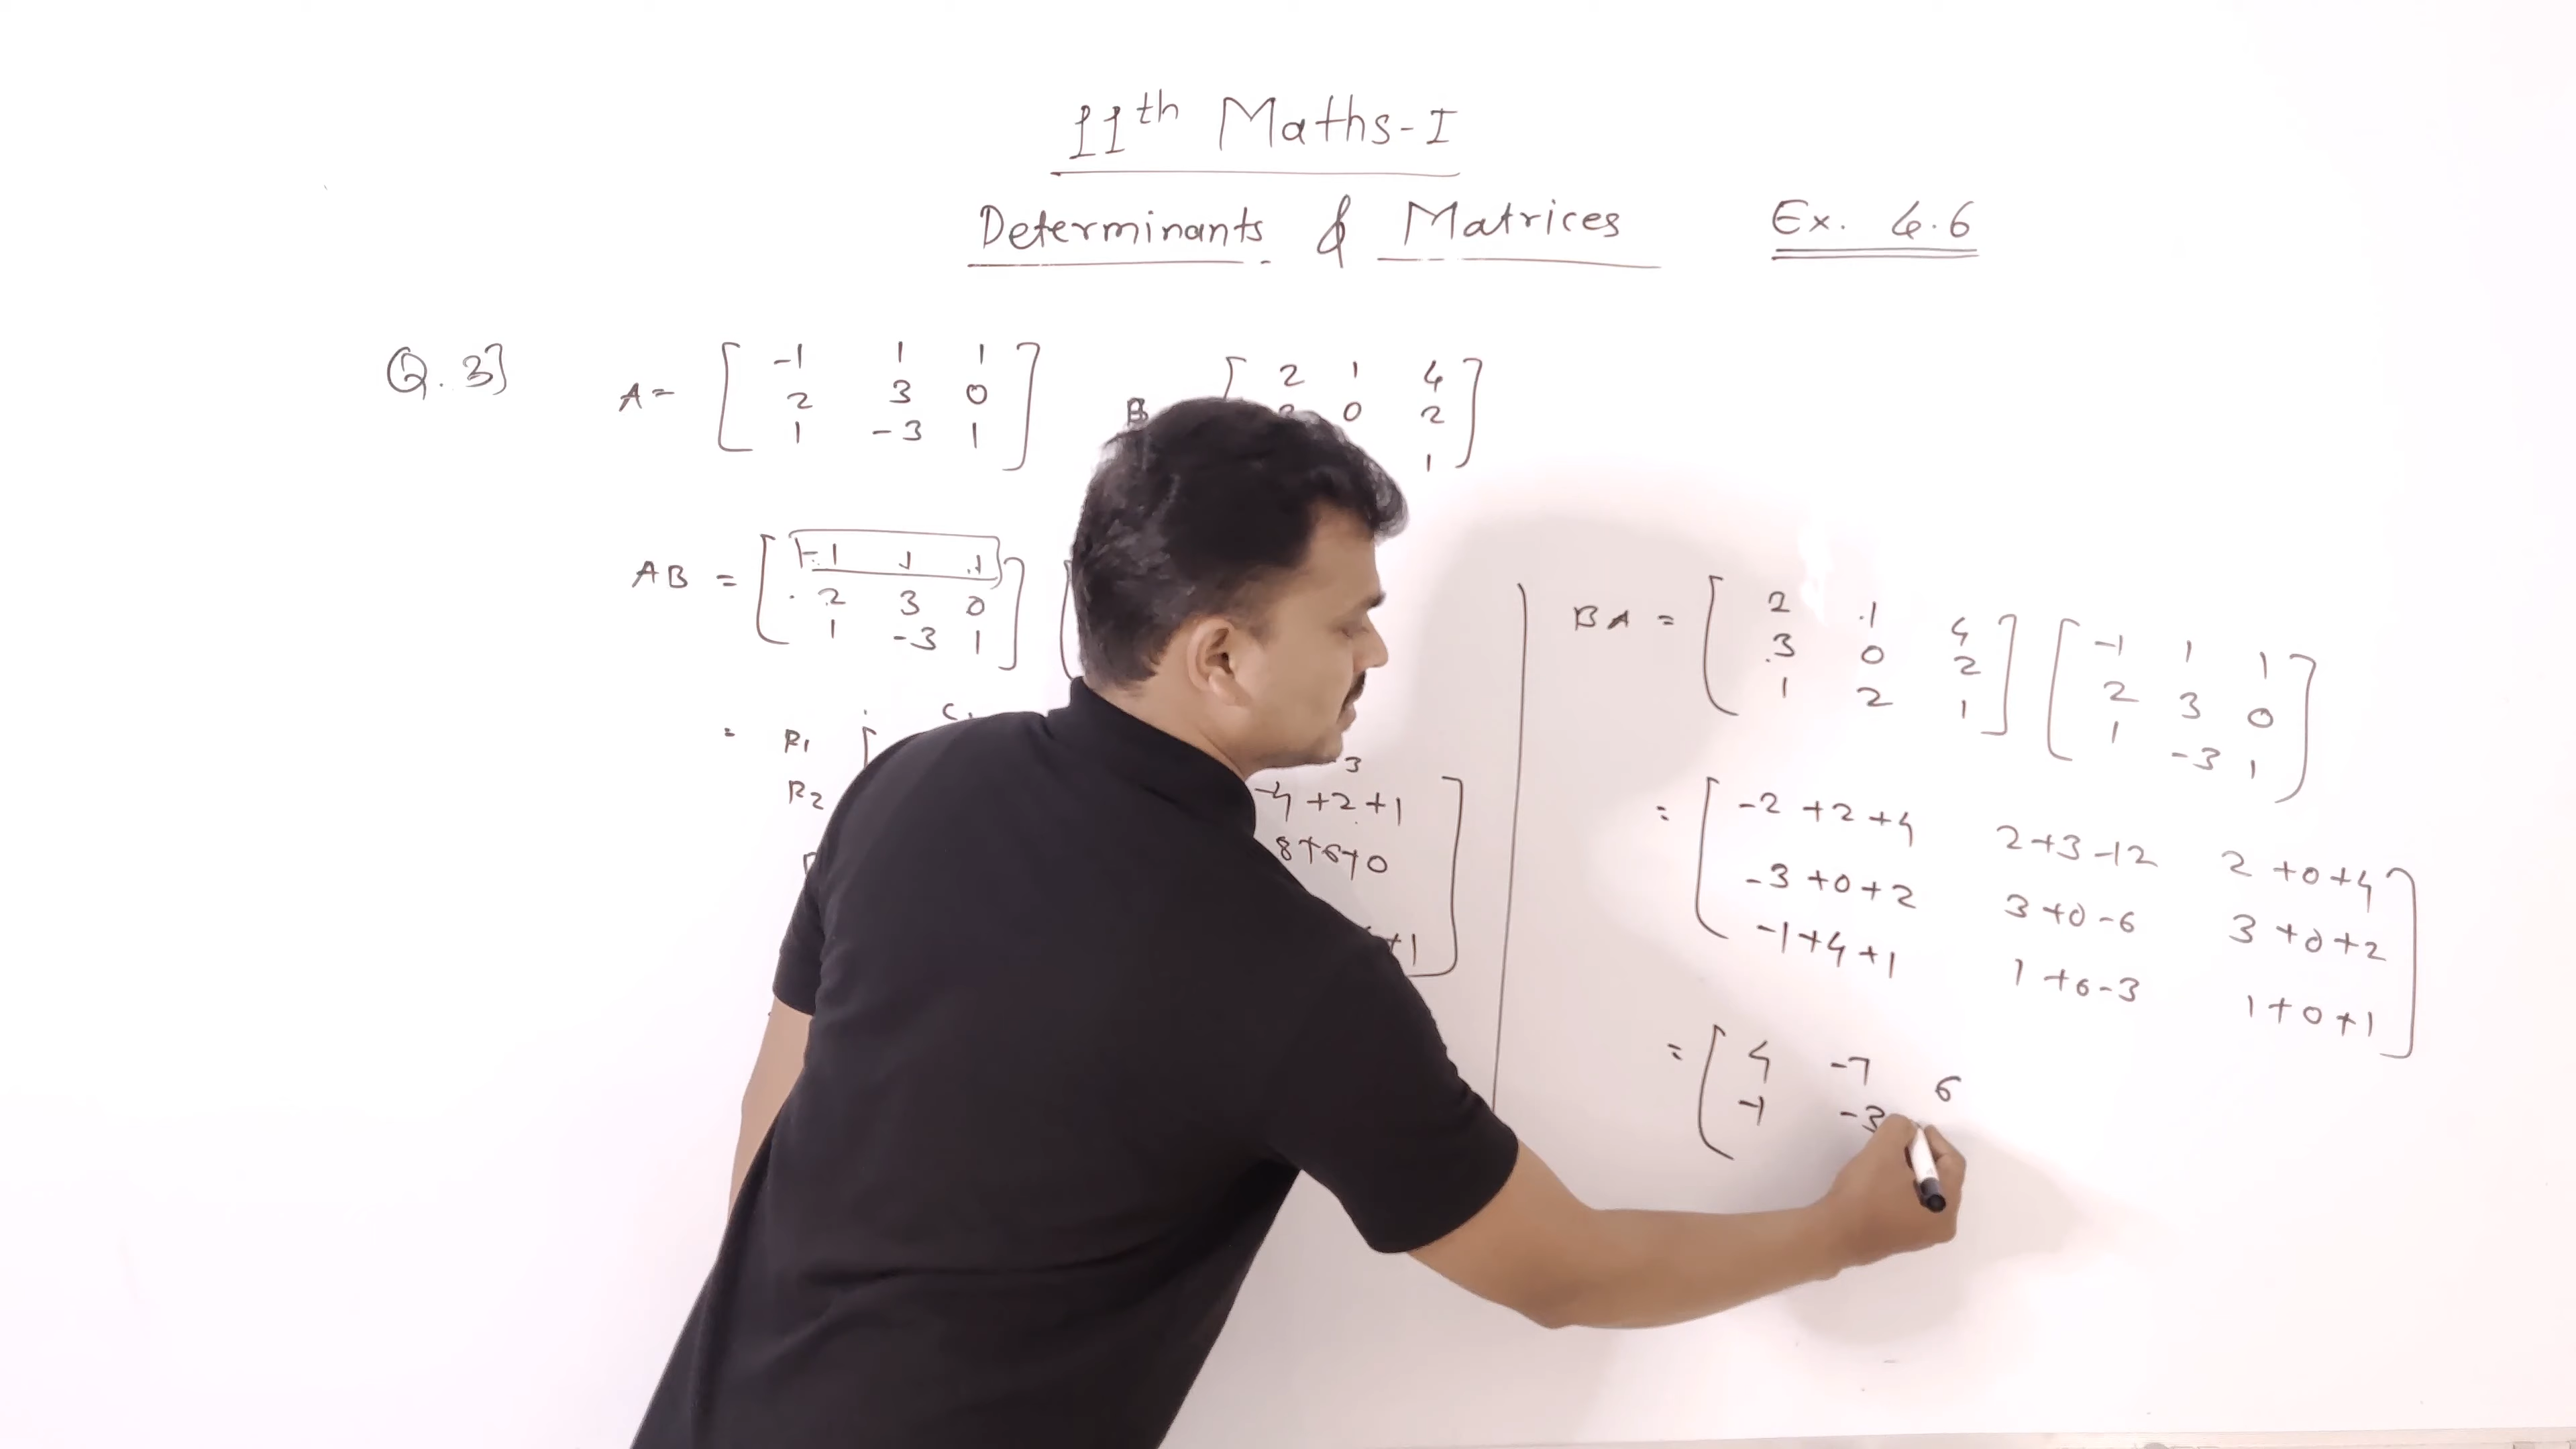 11th Maths-I
Determinants & Matrices Ex. 4.6
Q. 3]
A= [ -1 1 1
2 3 0
1 -3 1 ]
B [ 2 1 4
0 2
1 ]
AB = [ -1 1 1
2 3 0
1 -3 1 ] [
= R1 [ C1 3
R2 -4 +2 +1
8+6+0
+1 ]
BA = [ 2 1 4
3 0 2
1 2 1 ] [ -1 1 1
2 3 0
1 -3 1 ]
= [ -2 +2 +4 2+3-12 2 +0+4
-3 +0+2 3+0-6 3 +0+2
-1+4+1 1+6-3 1+0+1 ]
= [ 4 -7 6
-1 -3